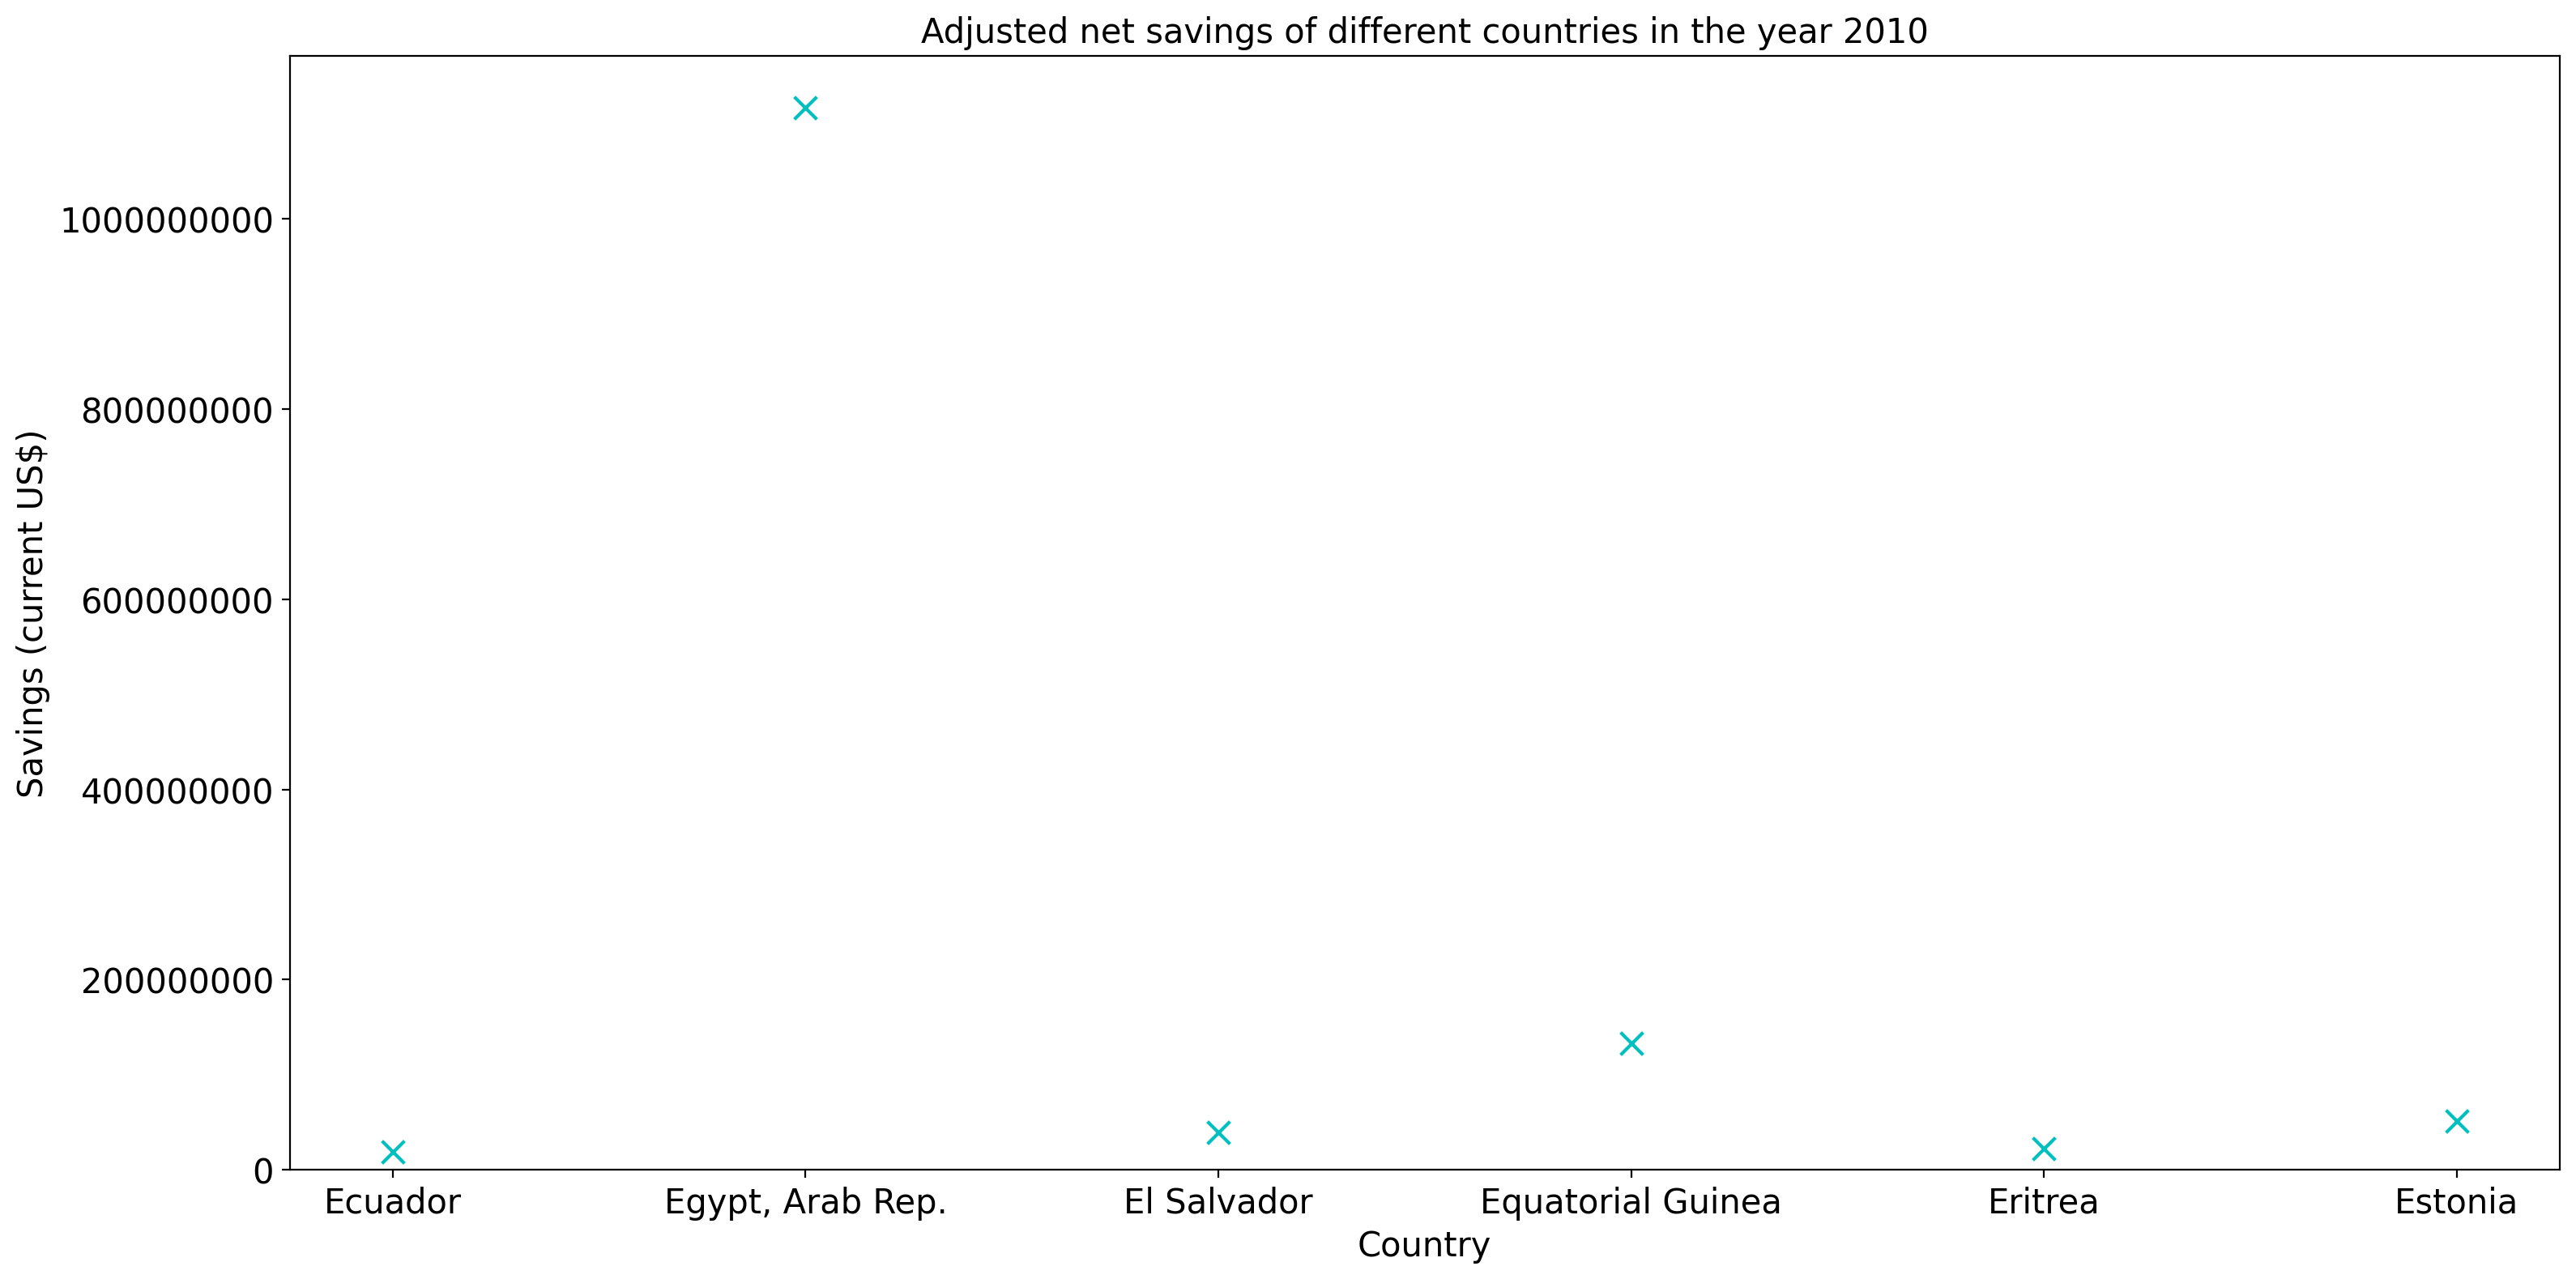 Adjusted net savings of different countries in the year 2010
Savings (current US$)
1000000000
800000000
600000000
400000000
200000000
0
Ecuador
Egypt, Arab Rep.
El Salvador
Equatorial Guinea
Eritrea
Estonia
Country